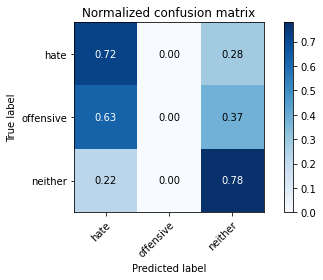 Normalized confusion matrix
True label
hate 0.72 0.00 0.28
offensive 0.63 0.00 0.37
neither 0.22 0.00 0.78
hate offensive neither
Predicted label
0.7
0.6
0.5
0.4
0.3
0.2
0.1
0.0